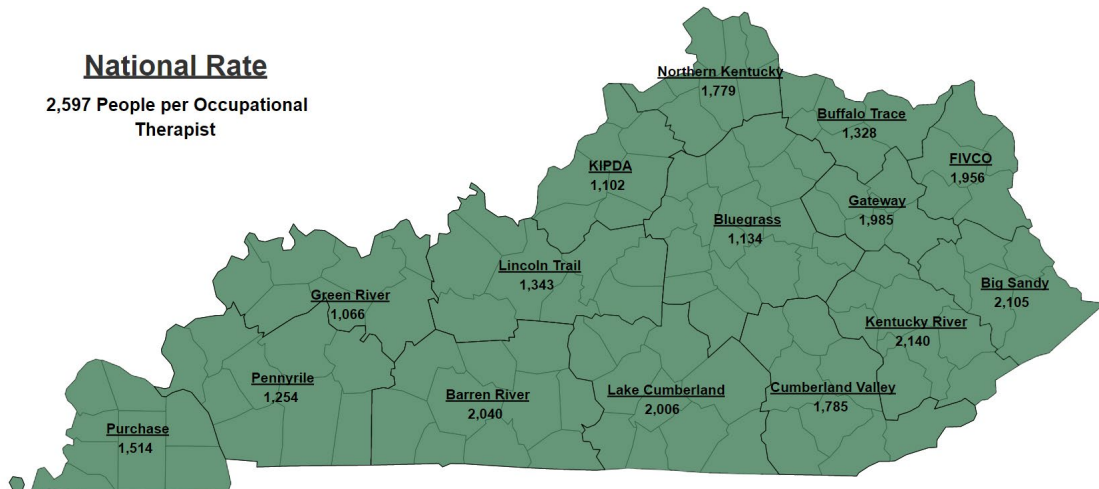 National Rate
2,597 People per Occupational
Therapist
Northern Kentucky
1,779
Buffalo Trace
1,328
FIVCO
1,956
KIPDA
1,102
Gateway
1,985
Bluegrass
1,134
Lincoln Trail
1,343
Big Sandy
2,105
Green River
1,066
Kentucky River
2,140
Pennyrile
1,254
Barren River
2,040
Lake Cumberland
2,006
Cumberland Valley
1,785
Purchase
1,514